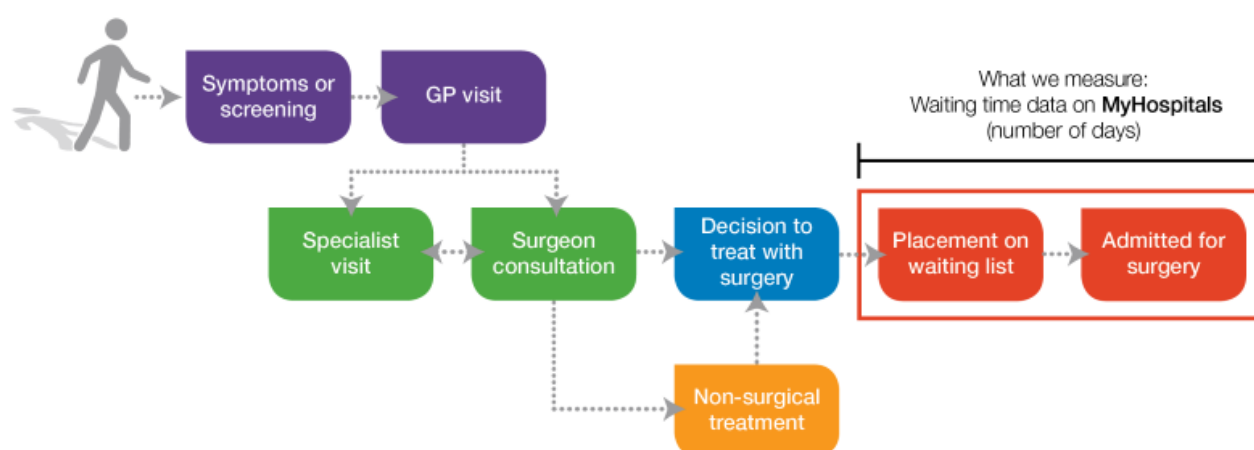 Symptoms or
screening
GP visit
What we measure:
Waiting time data on MyHospitals
(number of days)
Specialist
visit
Surgeon
consultation
Decision to
treat with
surgery
Placement on
waiting list
Admitted for
surgery
Non-surgical
treatment